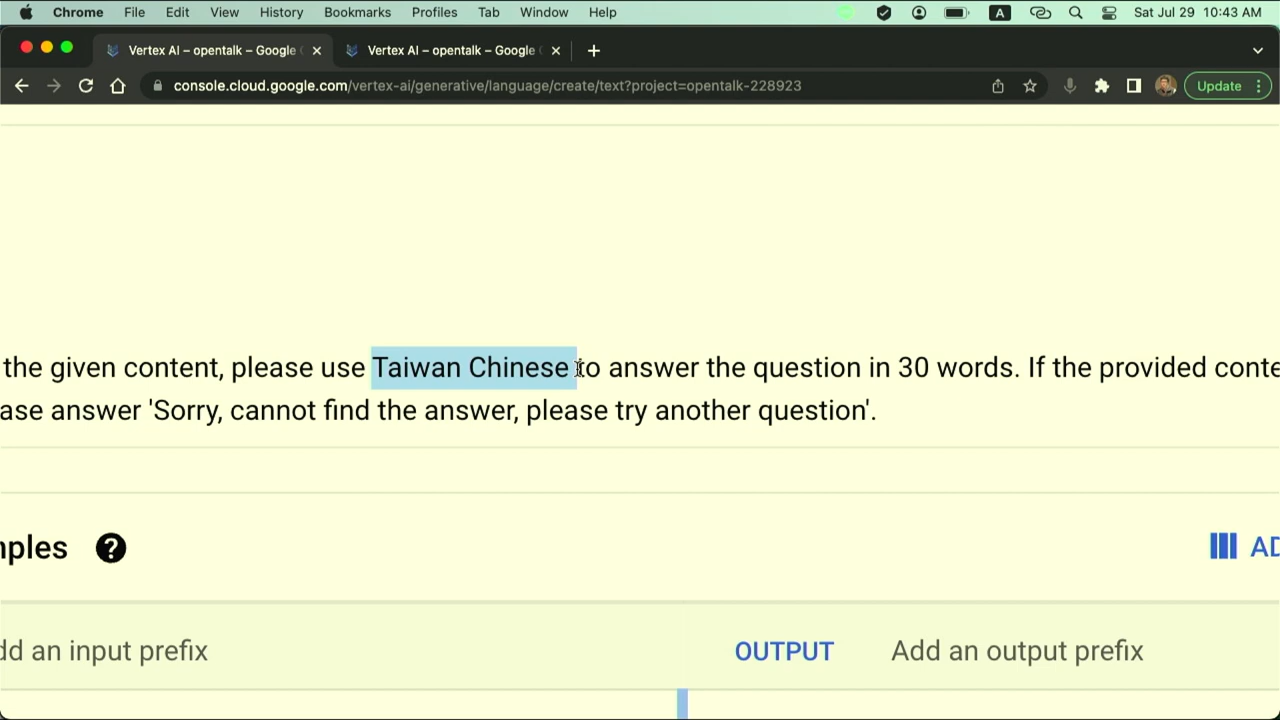 Chrome File Edit View History Bookmarks Profiles Tab Window Help A Sat Jul 29 10:43 AM
Vertex AI – opentalk – Google Vertex AI – opentalk – Google
console.cloud.google.com/vertex-ai/generative/language/create/text?project=opentalk-228923 Update
the given content, please use Taiwan Chinese to answer the question in 30 words. If the provided conte
ase answer 'Sorry, cannot find the answer, please try another question'.
ples ? AD
dd an input prefix OUTPUT Add an output prefix